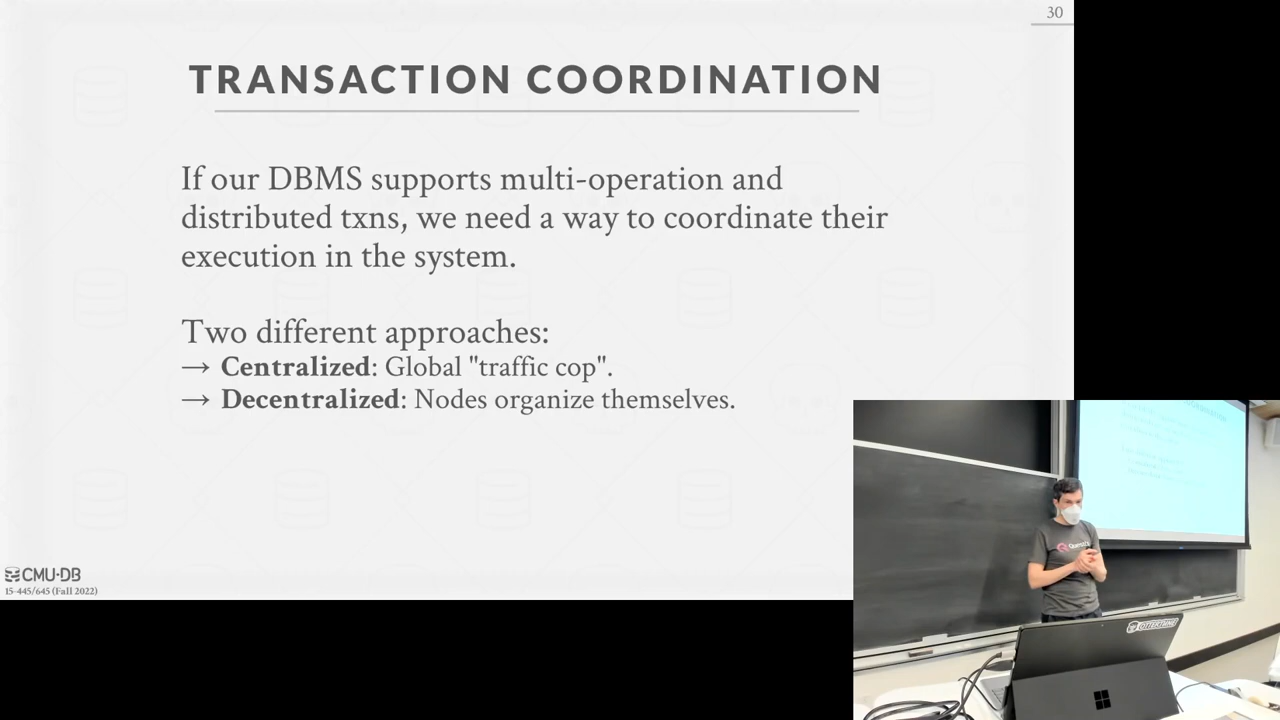 30
TRANSACTION COORDINATION
If our DBMS supports multi-operation and
distributed txns, we need a way to coordinate their
execution in the system.
Two different approaches:
→ Centralized: Global "traffic cop".
→ Decentralized: Nodes organize themselves.
CMU·DB
15-445/645 (Fall 2022)